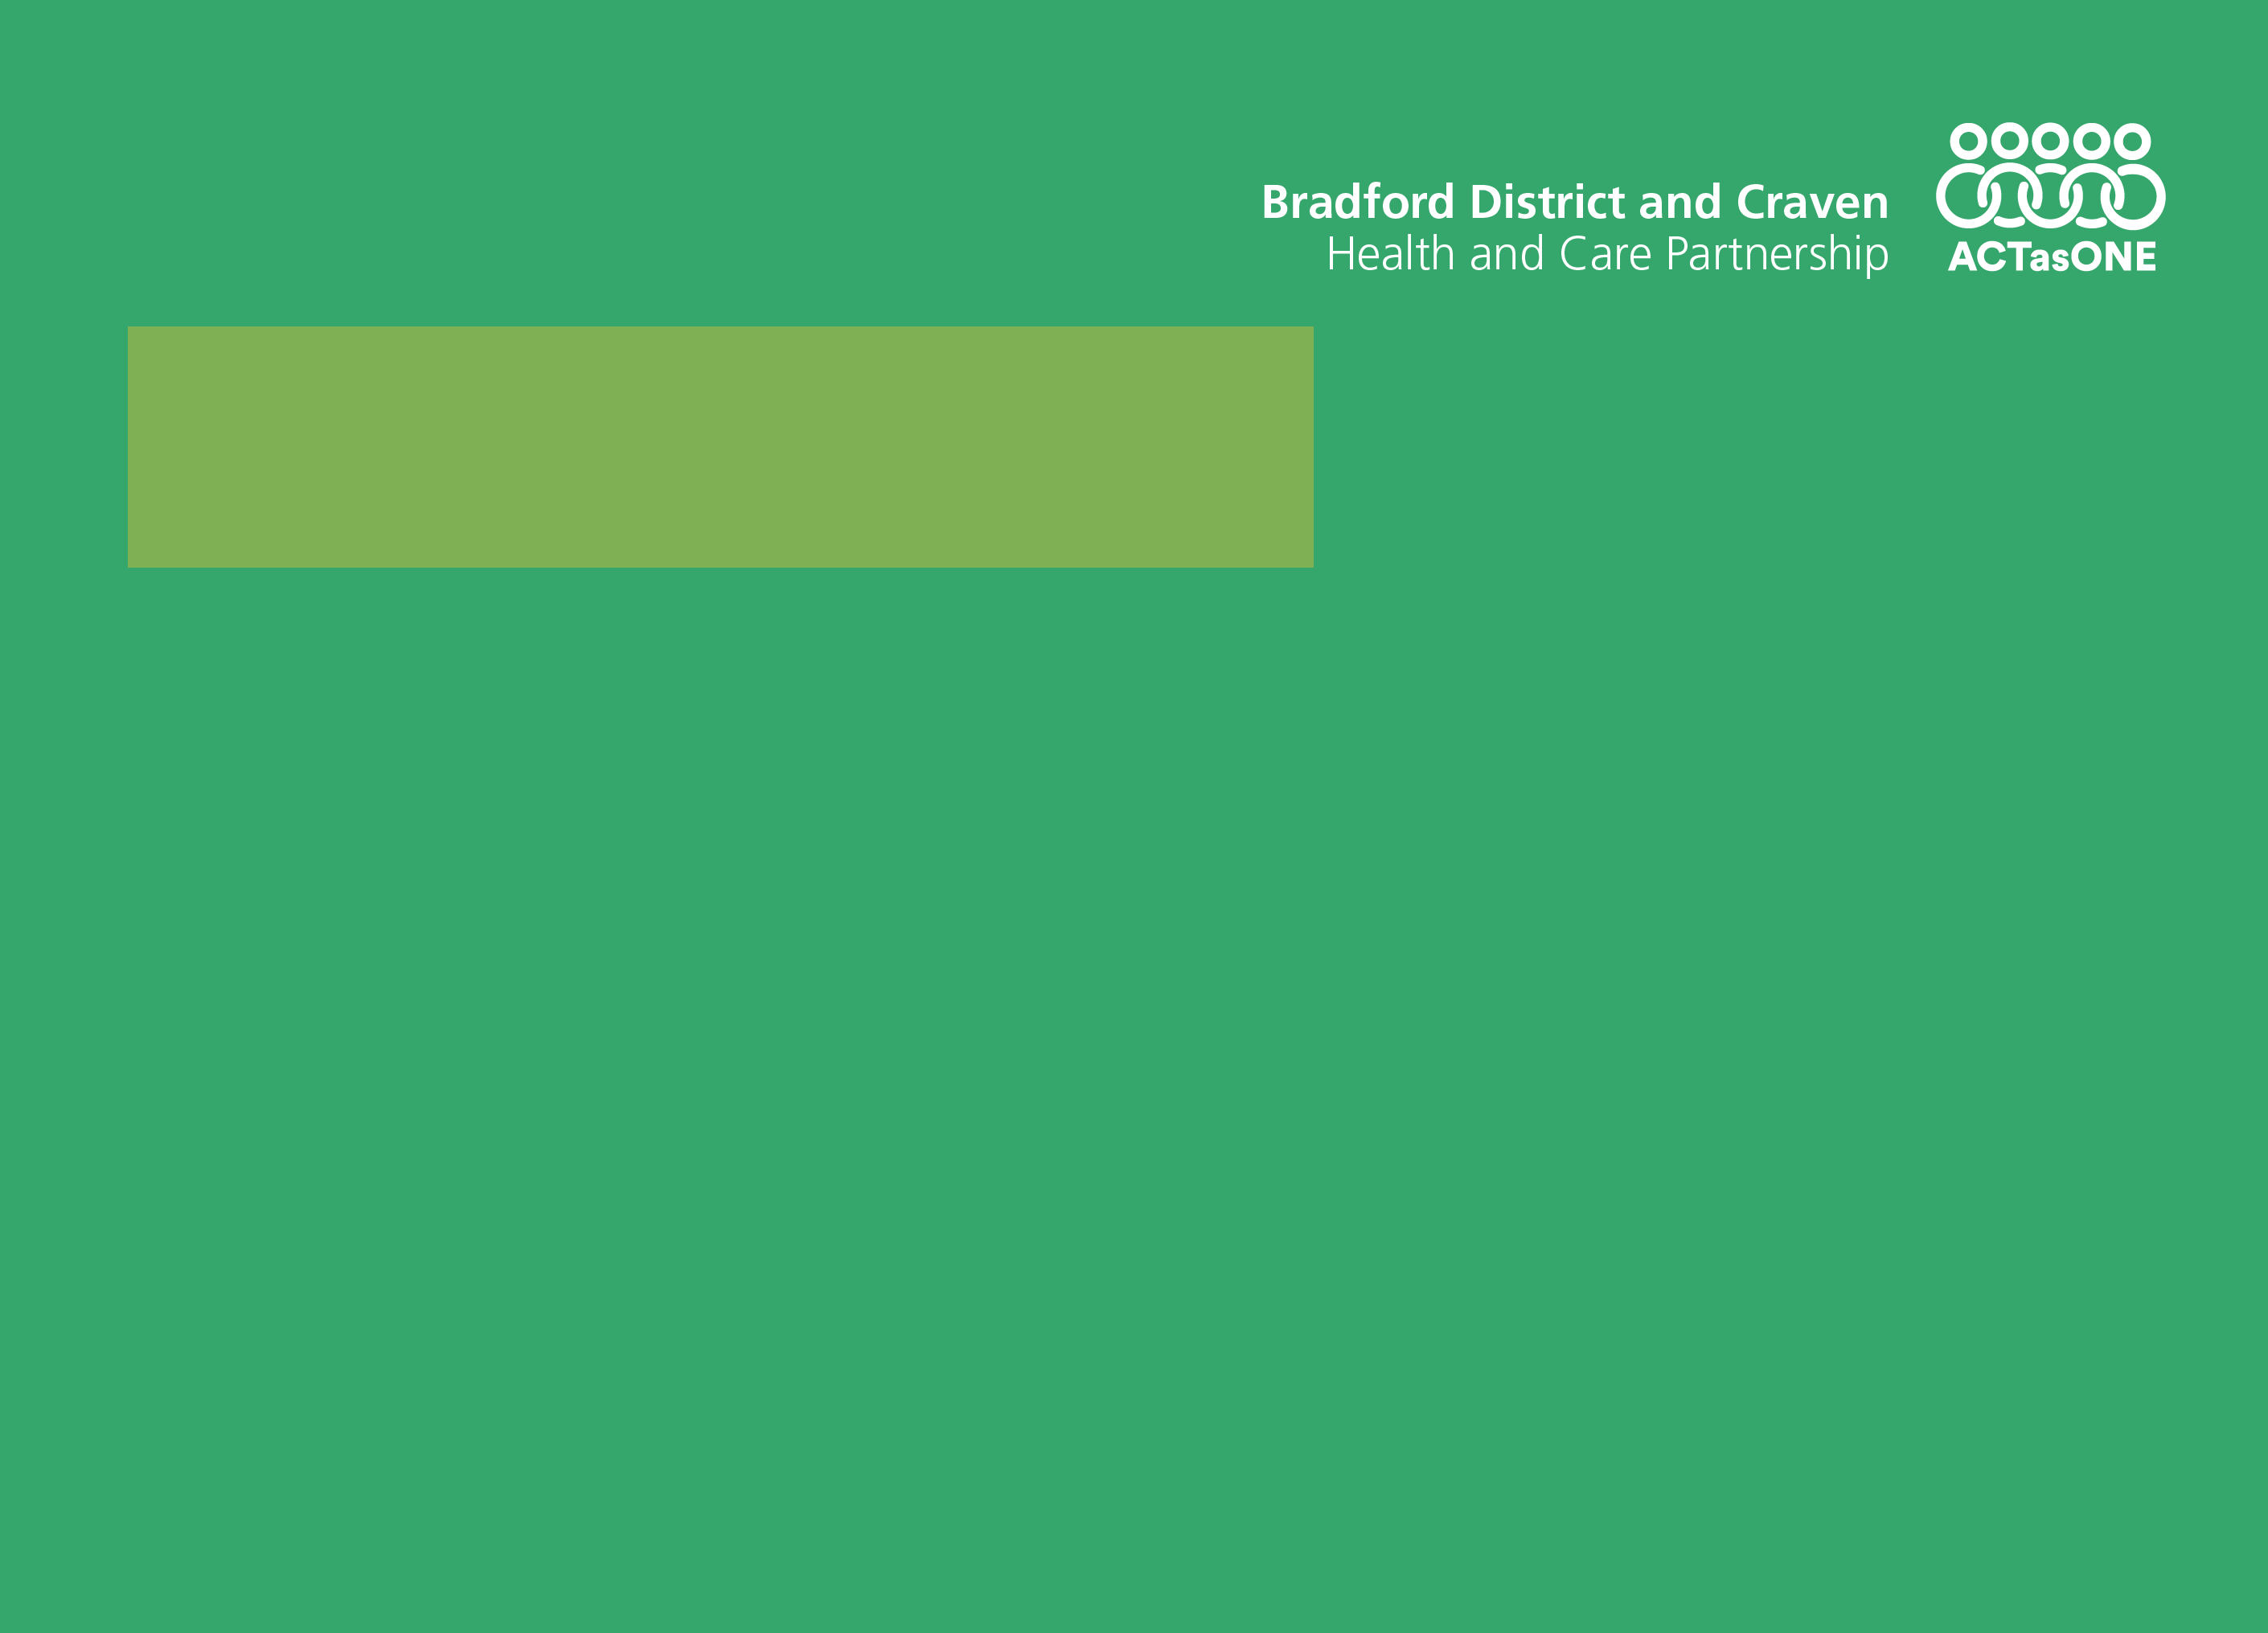 Bradford District and Craven
Health and Care Partnership
ACTasONE